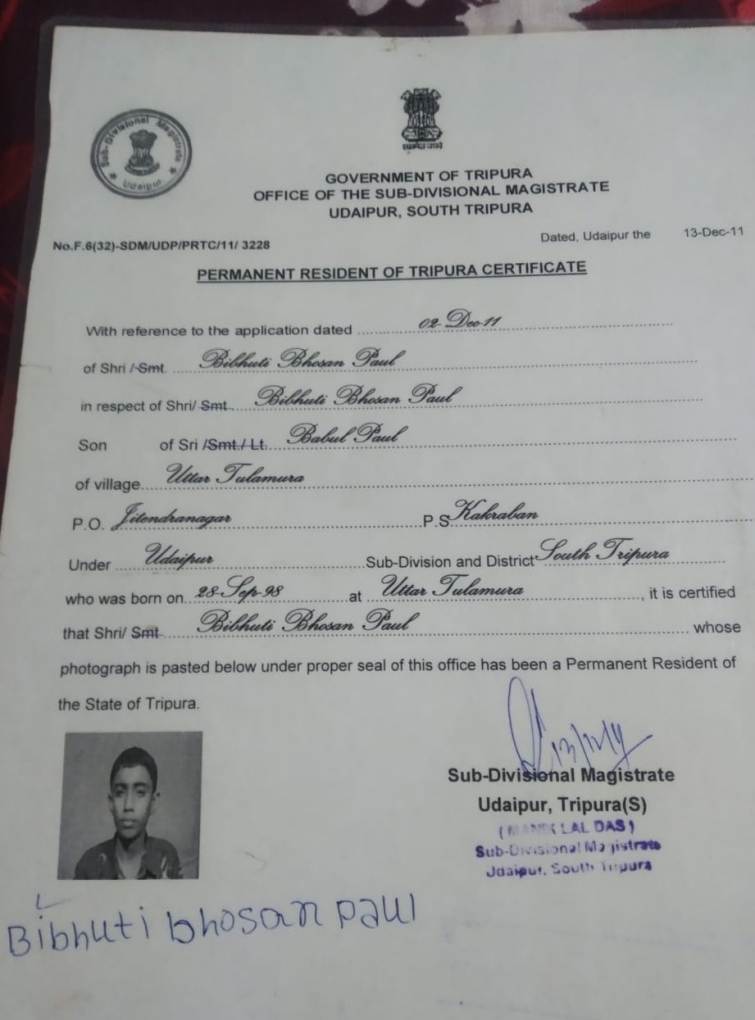 Sub-Divisional Magistrate
Udaipur
GOVERNMENT OF TRIPURA
OFFICE OF THE SUB-DIVISIONAL MAGISTRATE
UDAIPUR, SOUTH TRIPURA
No.F.6(32)-SDM/UDP/PRTC/11/ 3228 Dated, Udaipur the 13-Dec-11
PERMANENT RESIDENT OF TRIPURA CERTIFICATE
With reference to the application dated 02-Dec-11
of Shri /Smt. Bibhuti Bhosan Paul
in respect of Shri/ Smt. Bibhuti Bhosan Paul
Son of Sri /Smt./ Lt. Babul Paul
of village Uttar Tulamura
P.O. Jitendranagar P.S Kakraban
Under Udaipur Sub-Division and District South Tripura
who was born on 28-Sep-98 at Uttar Tulamura, it is certified
that Shri/ Smt Bibhuti Bhosan Paul whose
photograph is pasted below under proper seal of this office has been a Permanent Resident of
the State of Tripura.
Sub-Divisional Magistrate
Udaipur, Tripura(S)
LAL DAS)
Sub-Divisional Magistrate
Udaipur, South Tripura
Bibhuti bhosan paul